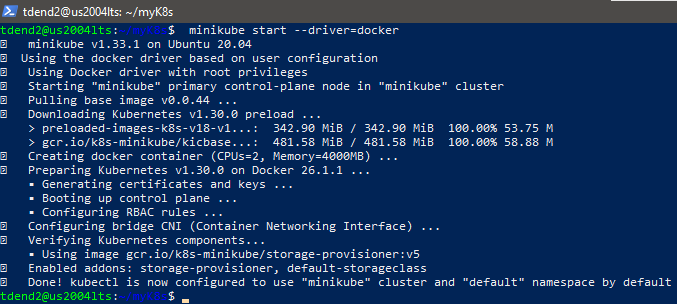 tdend2@us2004lts: ~/myK8s
tdend2@us2004lts:~/myK8s$  minikube start --driver=docker
minikube v1.33.1 on Ubuntu 20.04
Using the docker driver based on user configuration
Using Docker driver with root privileges
Starting "minikube" primary control-plane node in "minikube" cluster
Pulling base image v0.0.44 ...
Downloading Kubernetes v1.30.0 preload ...
> preloaded-images-k8s-v18-v1...:  342.90 MiB / 342.90 MiB  100.00% 53.75 M
> gcr.io/k8s-minikube/kicbase...:  481.58 MiB / 481.58 MiB  100.00% 58.88 M
Creating docker container (CPUs=2, Memory=4000MB) ...
Preparing Kubernetes v1.30.0 on Docker 26.1.1 ...
▪ Generating certificates and keys ...
▪ Booting up control plane ...
▪ Configuring RBAC rules ...
Configuring bridge CNI (Container Networking Interface) ...
Verifying Kubernetes components...
▪ Using image gcr.io/k8s-minikube/storage-provisioner:v5
Enabled addons: storage-provisioner, default-storageclass
Done! kubectl is now configured to use "minikube" cluster and "default" namespace by default
tdend2@us2004lts:~/myK8s$